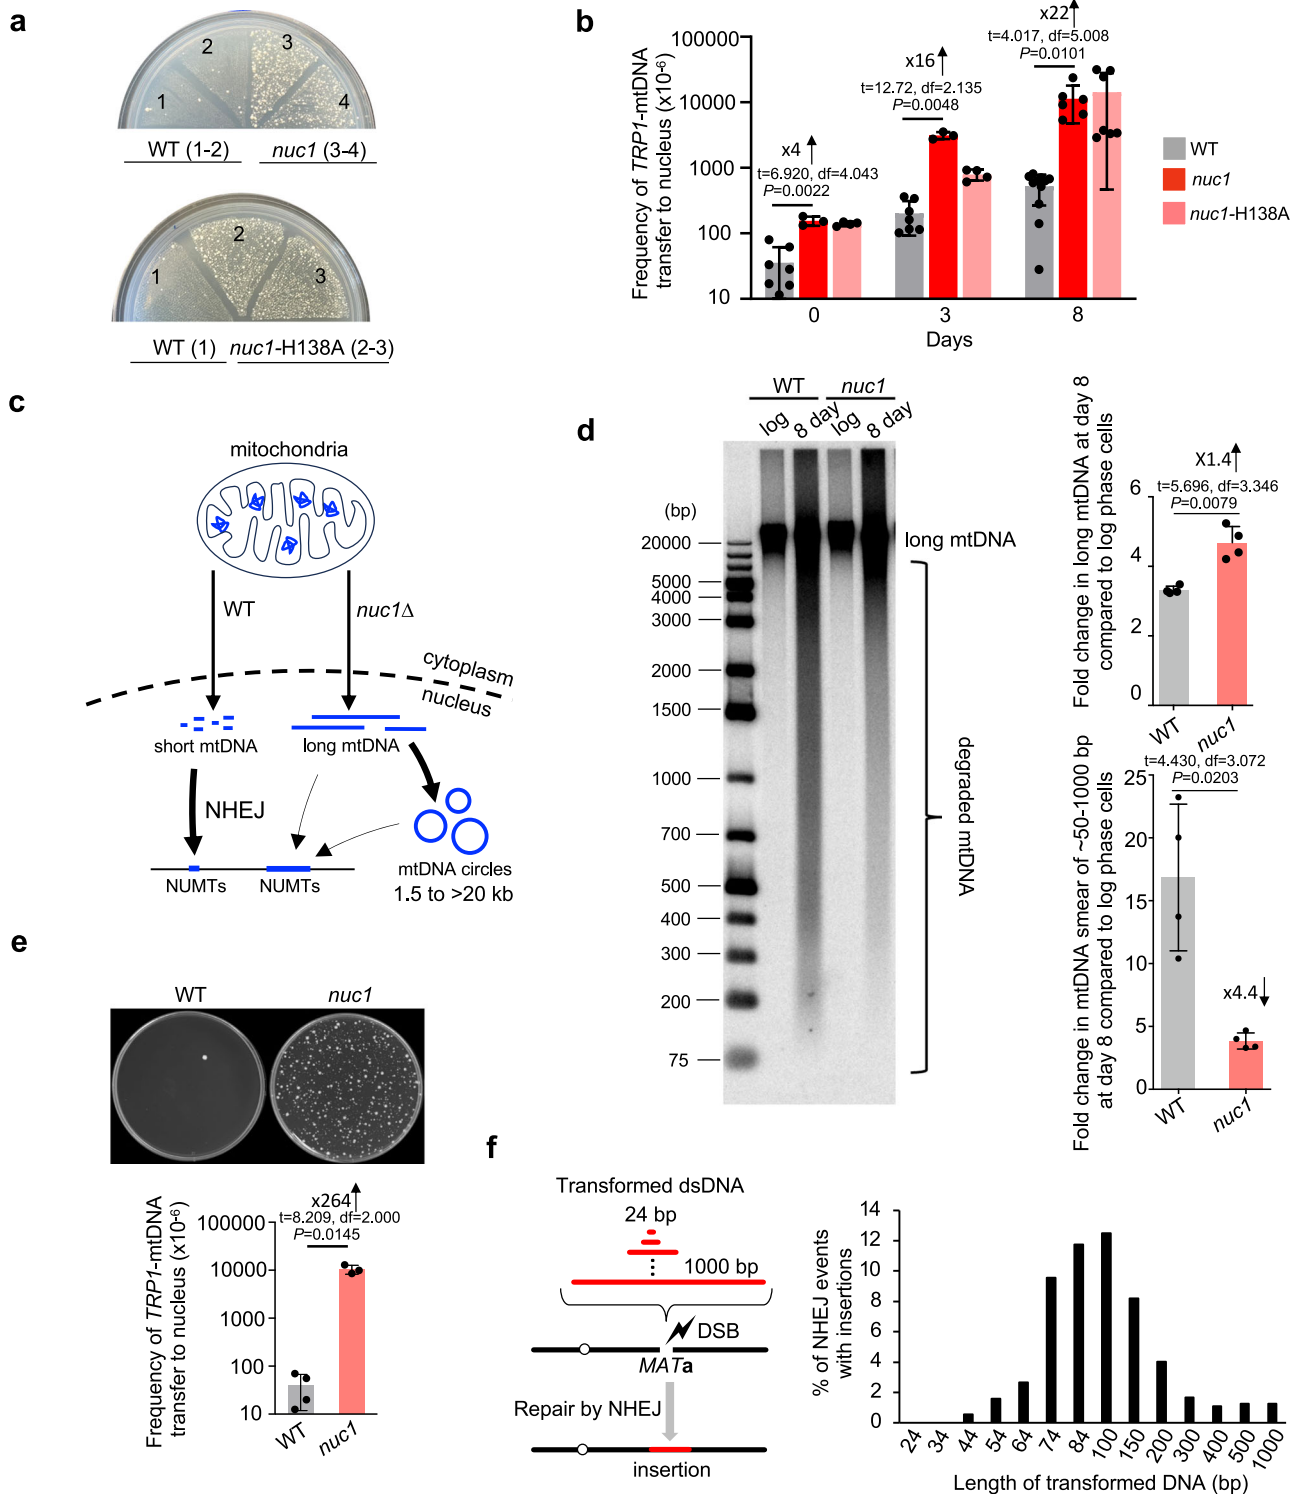 a
1
2
3
4
WT (1-2)
nuc1 (3-4)
1
2
3
WT (1)
nuc1-H138A (2-3)
b
Frequency of TRP1-mtDNA
transfer to nucleus (x10-6)
100000
10000
1000
100
10
x4
t=6.920, df=4.043
P=0.0022
x16
t=12.72, df=2.135
P=0.0048
x22
t=4.017, df=5.008
P=0.0101
0
3
8
Days
WT
nuc1
nuc1-H138A
c
mitochondria
WT
nuc1Δ
cytoplasm
nucleus
short mtDNA
long mtDNA
NHEJ
mtDNA circles
1.5 to >20 kb
NUMTs
NUMTs
d
WT
nuc1
log
8 day
log
8 day
(bp)
20000
5000
4000
3000
2000
1500
1000
700
500
400
300
200
75
long mtDNA
degraded mtDNA
Fold change in long mtDNA at day 8
compared to log phase cells
X1.4
t=5.696, df=3.346
P=0.0079
6
4
2
0
WT
nuc1
Fold change in mtDNA smear of ~50-1000 bp
at day 8 compared to log phase cells
t=4.430, df=3.072
P=0.0203
25
20
15
10
5
0
x4.4
WT
nuc1
e
WT
nuc1
Frequency of TRP1-mtDNA
transfer to nucleus (x10-6)
x264
t=8.209, df=2.000
P=0.0145
100000
10000
1000
100
10
WT
nuc1
f
Transformed dsDNA
24 bp
1000 bp
DSB
MATa
Repair by NHEJ
insertion
% of NHEJ events
with insertions
14
12
10
8
6
4
2
0
24
34
44
54
64
74
84
100
150
200
300
400
500
1000
Length of transformed DNA (bp)